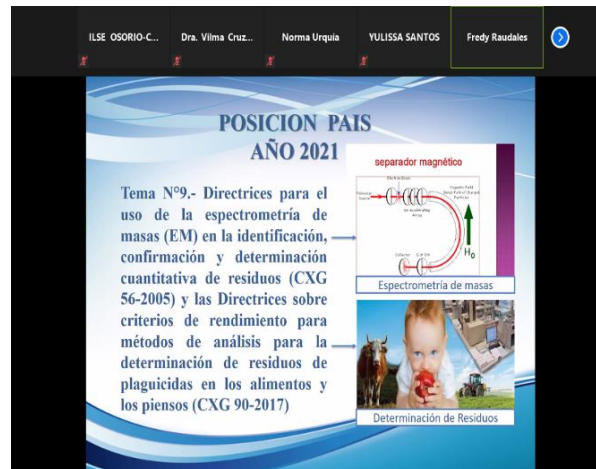 ILSE OSORIO-C...
Dra. Vilma Cruz...
Norma Urquía
YULISSA SANTOS
Fredy Raudales
POSICION PAIS
AÑO 2021
Tema N°9.- Directrices para el
uso de la espectrometría de
masas (EM) en la identificación,
confirmación y determinación
cuantitativa de residuos (CXG
56-2005) y las Directrices sobre
criterios de rendimiento para
métodos de análisis para la
determinación de residuos de
plaguicidas en los alimentos y
los piensos (CXG 90-2017)
separador magnético
H₀
Espectrometría de masas
Determinación de Residuos